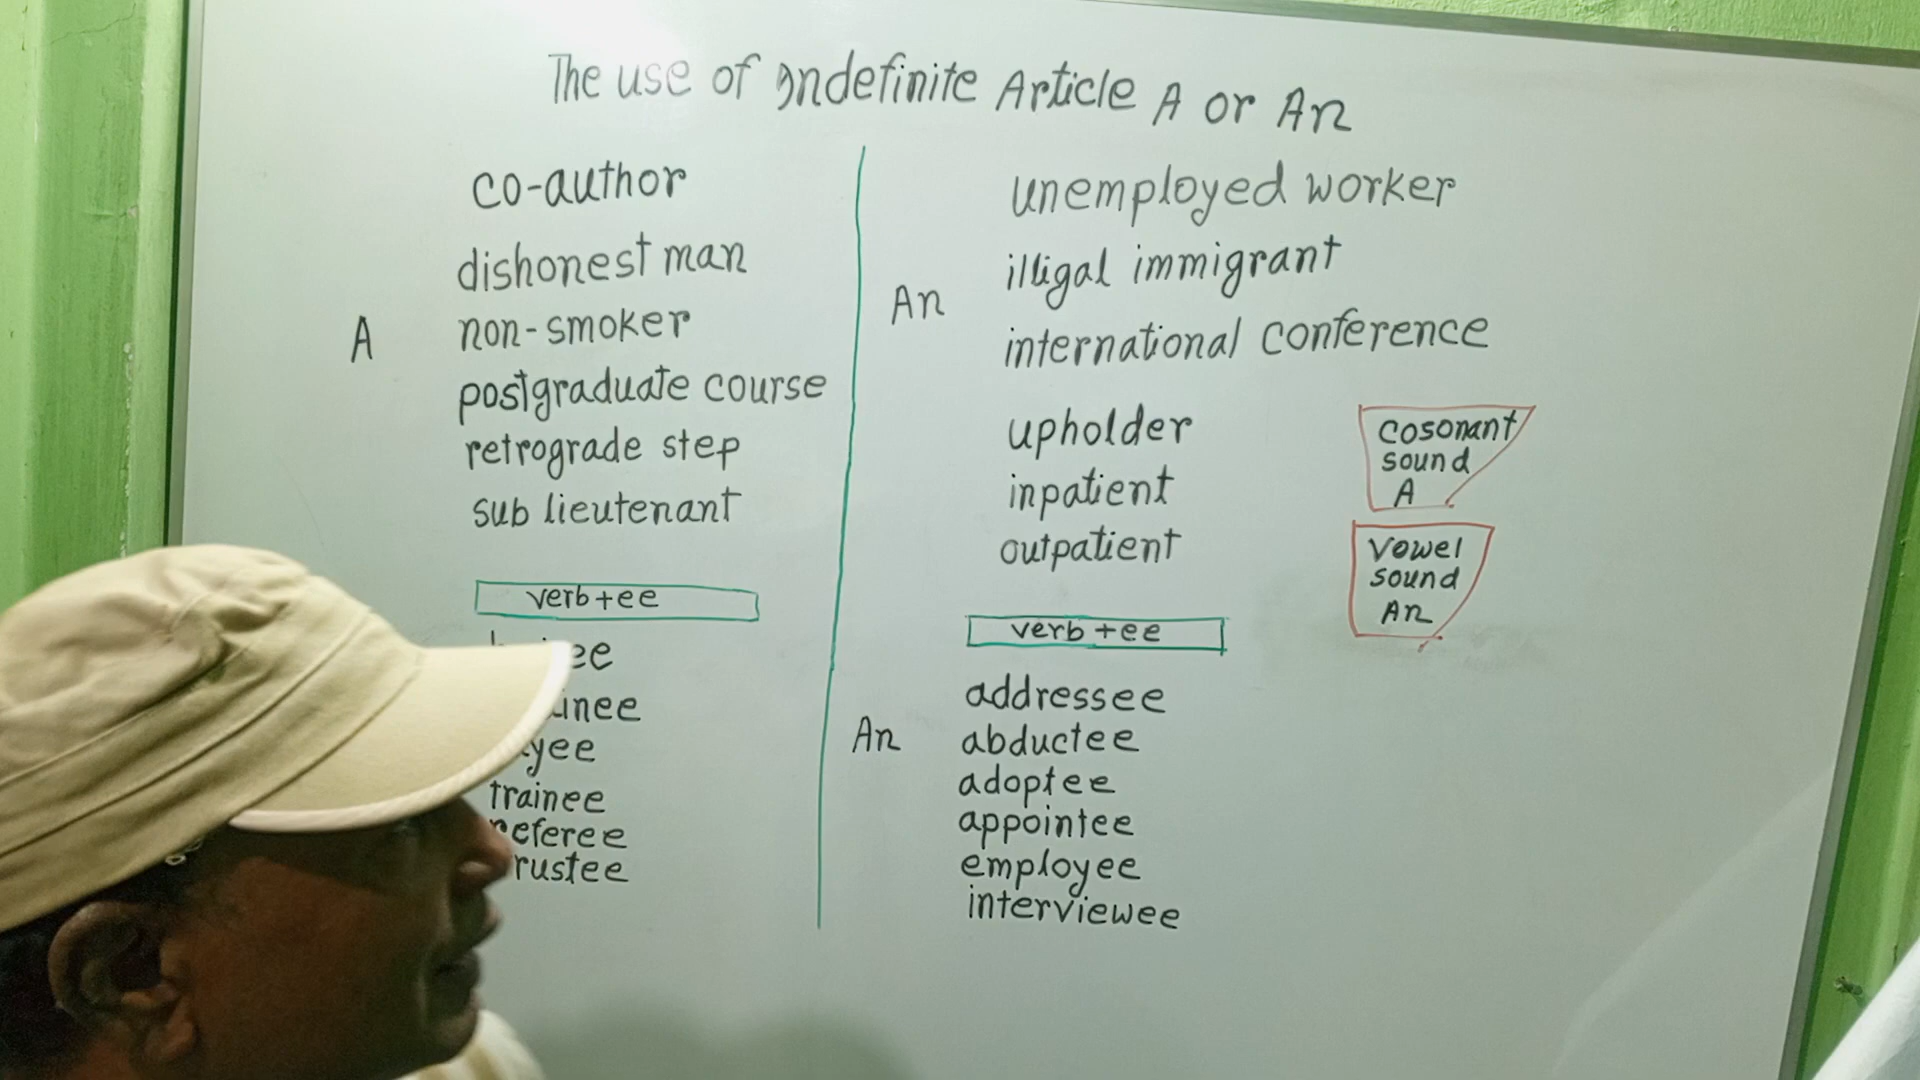 The use of Indefinite Article A or An
A
co-author
dishonest man
non-smoker
postgraduate course
retrograde step
sub lieutenant
verb+ee
trainee
referee
An
unemployed worker
illigal immigrant
international conference
upholder
inpatient
outpatient
Cosonant
sound
A
Vowel
sound
An
verb +ee
An
addressee
abductee
adoptee
appointee
employee
interviewee